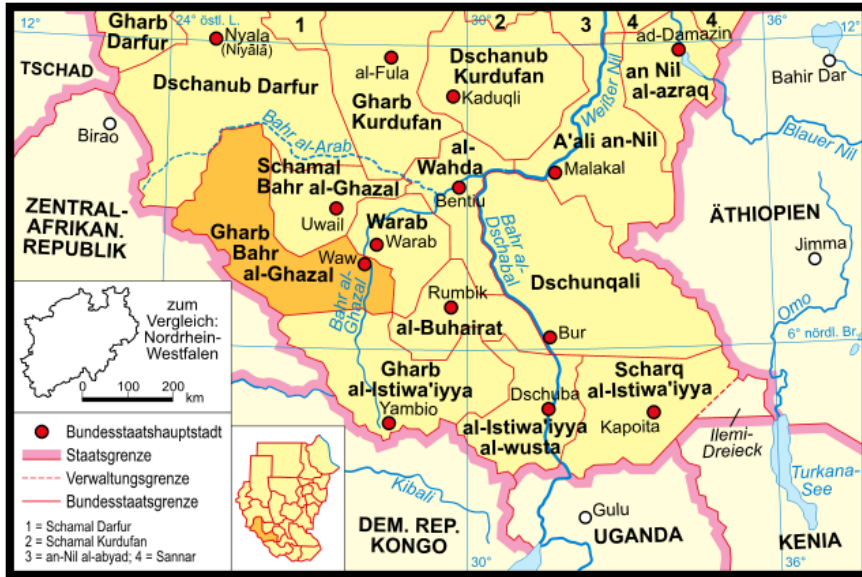 12°
24° östl. L.
30°
36°
12°
Gharb
Darfur
1
2
3
4
4
Nyala
(Niyālā)
al-Fula
Dschanub
Kurdufan
Kaduqli
ad-Damazin
an Nil
al-azraq
Bahir Dar
TSCHAD
Dschanub Darfur
Gharb
Kurdufan
Weißer Nil
Birao
Bahr al-Arab
al-
Wahda
A'ali an-Nil
Malakal
Blauer Nil
Schamal
Bahr al-Ghazal
Bentiu
Uwail
Warab
Warab
ZENTRAL-
AFRIKAN.
REPUBLIK
Gharb
Bahr
al-Ghazal
Waw
Bahr al-
Ghazal
Bahr al-
Dschabal
ÄTHIOPIEN
Jimma
Dschunqali
Rumbik
al-Buhairat
Bur
Omo
6° nördl. Br.
zum
Vergleich:
Nordrhein-
Westfalen
0 100 200
km
Gharb
al-Istiwa'iyya
Yambio
Dschuba
al-Istiwa'iyya
al-wusta
Scharq
al-Istiwa'iyya
Kapoita
Ilemi-
Dreieck
Turkana-
See
Bundesstaatshauptstadt
Staatsgrenze
Verwaltungsgrenze
Bundesstaatsgrenze
1 = Schamal Darfur
2 = Schamal Kurdufan
3 = an-Nil al-abyad; 4 = Sannar
Kibali
DEM. REP.
KONGO
Gulu
UGANDA
KENIA
30°
36°